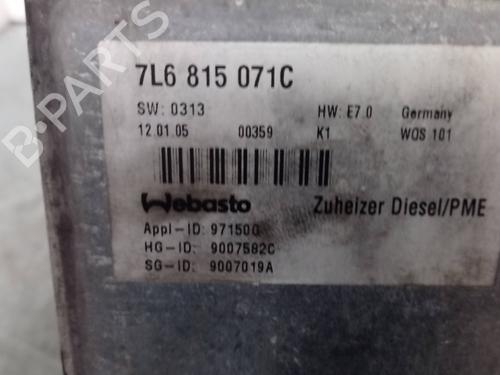 B-PARTS
7L6 815 071C
SW: 0313 HW: E7.0 Germany
12.01.05 00359 K1 WOS 101
Webasto Zuheizer Diesel/PME
Appl-ID: 97150G
HG-ID: 9007582C
SG-ID: 9007019A